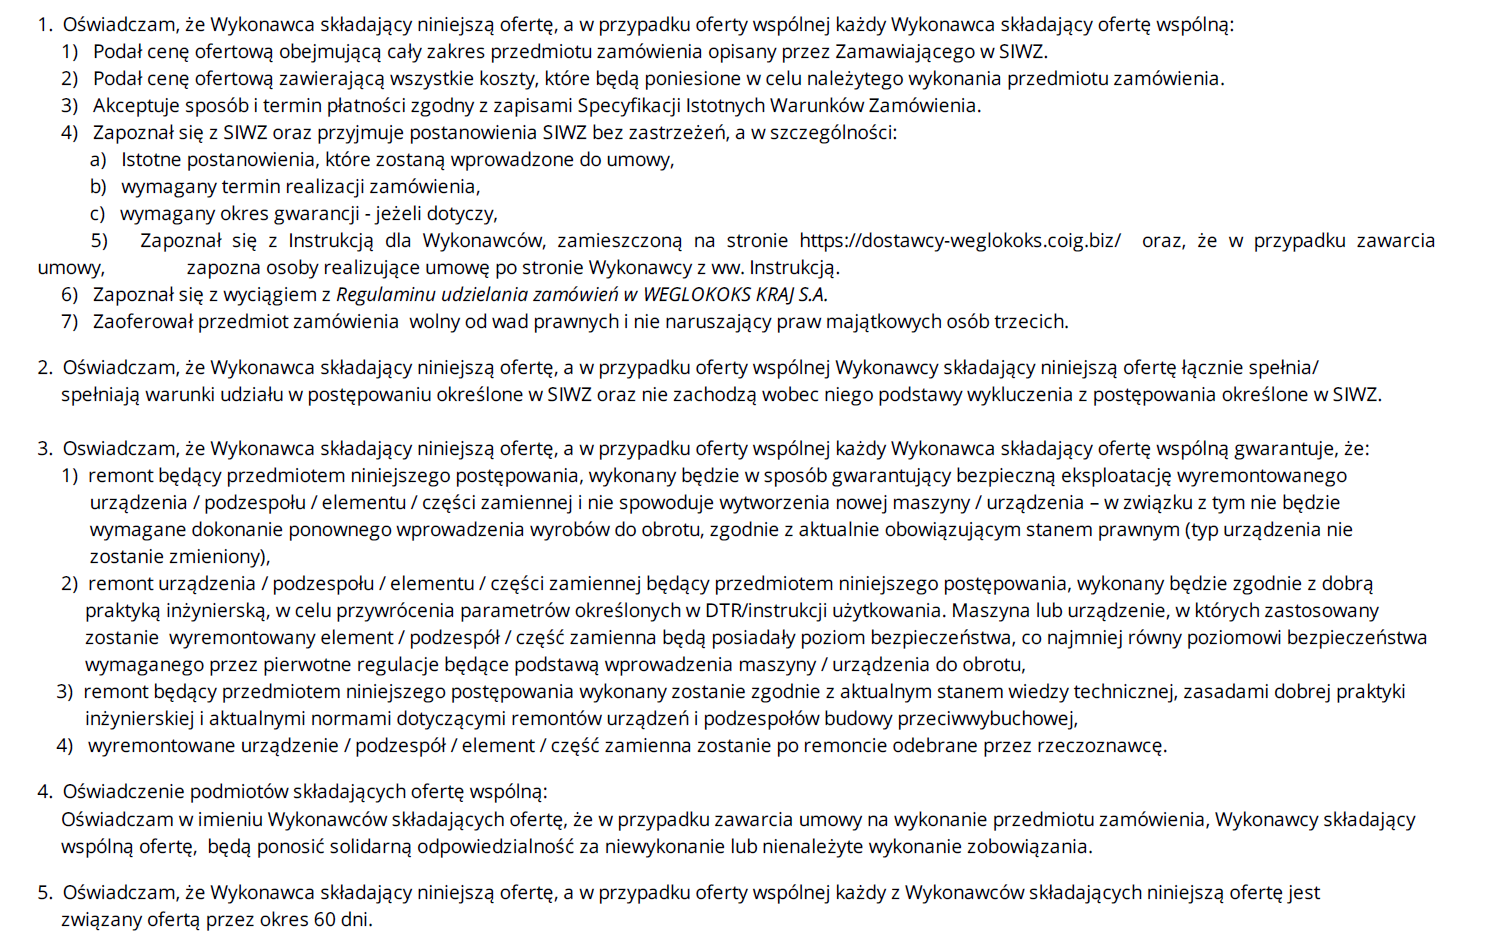 1. Oświadczam, że Wykonawca składający niniejszą ofertę, a w przypadku oferty wspólnej każdy Wykonawca składający ofertę wspólną:
1) Podał cenę ofertową obejmującą cały zakres przedmiotu zamówienia opisany przez Zamawiającego w SIWZ.
2) Podał cenę ofertową zawierającą wszystkie koszty, które będą poniesione w celu należytego wykonania przedmiotu zamówienia.
3) Akceptuje sposób i termin płatności zgodny z zapisami Specyfikacji Istotnych Warunków Zamówienia.
4) Zapoznał się z SIWZ oraz przyjmuje postanowienia SIWZ bez zastrzeżeń, a w szczególności:
a) Istotne postanowienia, które zostaną wprowadzone do umowy,
b) wymagany termin realizacji zamówienia,
c) wymagany okres gwarancji - jeżeli dotyczy,
5) Zapoznał się z Instrukcją dla Wykonawców, zamieszczoną na stronie https://dostawcy-weglokoks.coig.biz/ oraz, że w przypadku zawarcia
umowy, zapozna osoby realizujące umowę po stronie Wykonawcy z ww. Instrukcją.
6) Zapoznał się z wyciągiem z Regulaminu udzielania zamówień w WEGLOKOKS KRAJ S.A.
7) Zaoferował przedmiot zamówienia wolny od wad prawnych i nie naruszający praw majątkowych osób trzecich.
2. Oświadczam, że Wykonawca składający niniejszą ofertę, a w przypadku oferty wspólnej Wykonawcy składający niniejszą ofertę łącznie spełnia/
spełniają warunki udziału w postępowaniu określone w SIWZ oraz nie zachodzą wobec niego podstawy wykluczenia z postępowania określone w SIWZ.
3. Oswiadczam, że Wykonawca składający niniejszą ofertę, a w przypadku oferty wspólnej każdy Wykonawca składający ofertę wspólną gwarantuje, że:
1) remont będący przedmiotem niniejszego postępowania, wykonany będzie w sposób gwarantujący bezpieczną eksploatację wyremontowanego
urządzenia / podzespołu / elementu / części zamiennej i nie spowoduje wytworzenia nowej maszyny / urządzenia – w związku z tym nie będzie
wymagane dokonanie ponownego wprowadzenia wyrobów do obrotu, zgodnie z aktualnie obowiązującym stanem prawnym (typ urządzenia nie
zostanie zmieniony),
2) remont urządzenia / podzespołu / elementu / części zamiennej będący przedmiotem niniejszego postępowania, wykonany będzie zgodnie z dobrą
praktyką inżynierską, w celu przywrócenia parametrów określonych w DTR/instrukcji użytkowania. Maszyna lub urządzenie, w których zastosowany
zostanie wyremontowany element / podzespół / część zamienna będą posiadały poziom bezpieczeństwa, co najmniej równy poziomowi bezpieczeństwa
wymaganego przez pierwotne regulacje będące podstawą wprowadzenia maszyny / urządzenia do obrotu,
3) remont będący przedmiotem niniejszego postępowania wykonany zostanie zgodnie z aktualnym stanem wiedzy technicznej, zasadami dobrej praktyki
inżynierskiej i aktualnymi normami dotyczącymi remontów urządzeń i podzespołów budowy przeciwwybuchowej,
4) wyremontowane urządzenie / podzespół / element / część zamienna zostanie po remoncie odebrane przez rzeczoznawcę.
4. Oświadczenie podmiotów składających ofertę wspólną:
Oświadczam w imieniu Wykonawców składających ofertę, że w przypadku zawarcia umowy na wykonanie przedmiotu zamówienia, Wykonawcy składający
wspólną ofertę, będą ponosić solidarną odpowiedzialność za niewykonanie lub nienależyte wykonanie zobowiązania.
5. Oświadczam, że Wykonawca składający niniejszą ofertę, a w przypadku oferty wspólnej każdy z Wykonawców składających niniejszą ofertę jest
związany ofertą przez okres 60 dni.